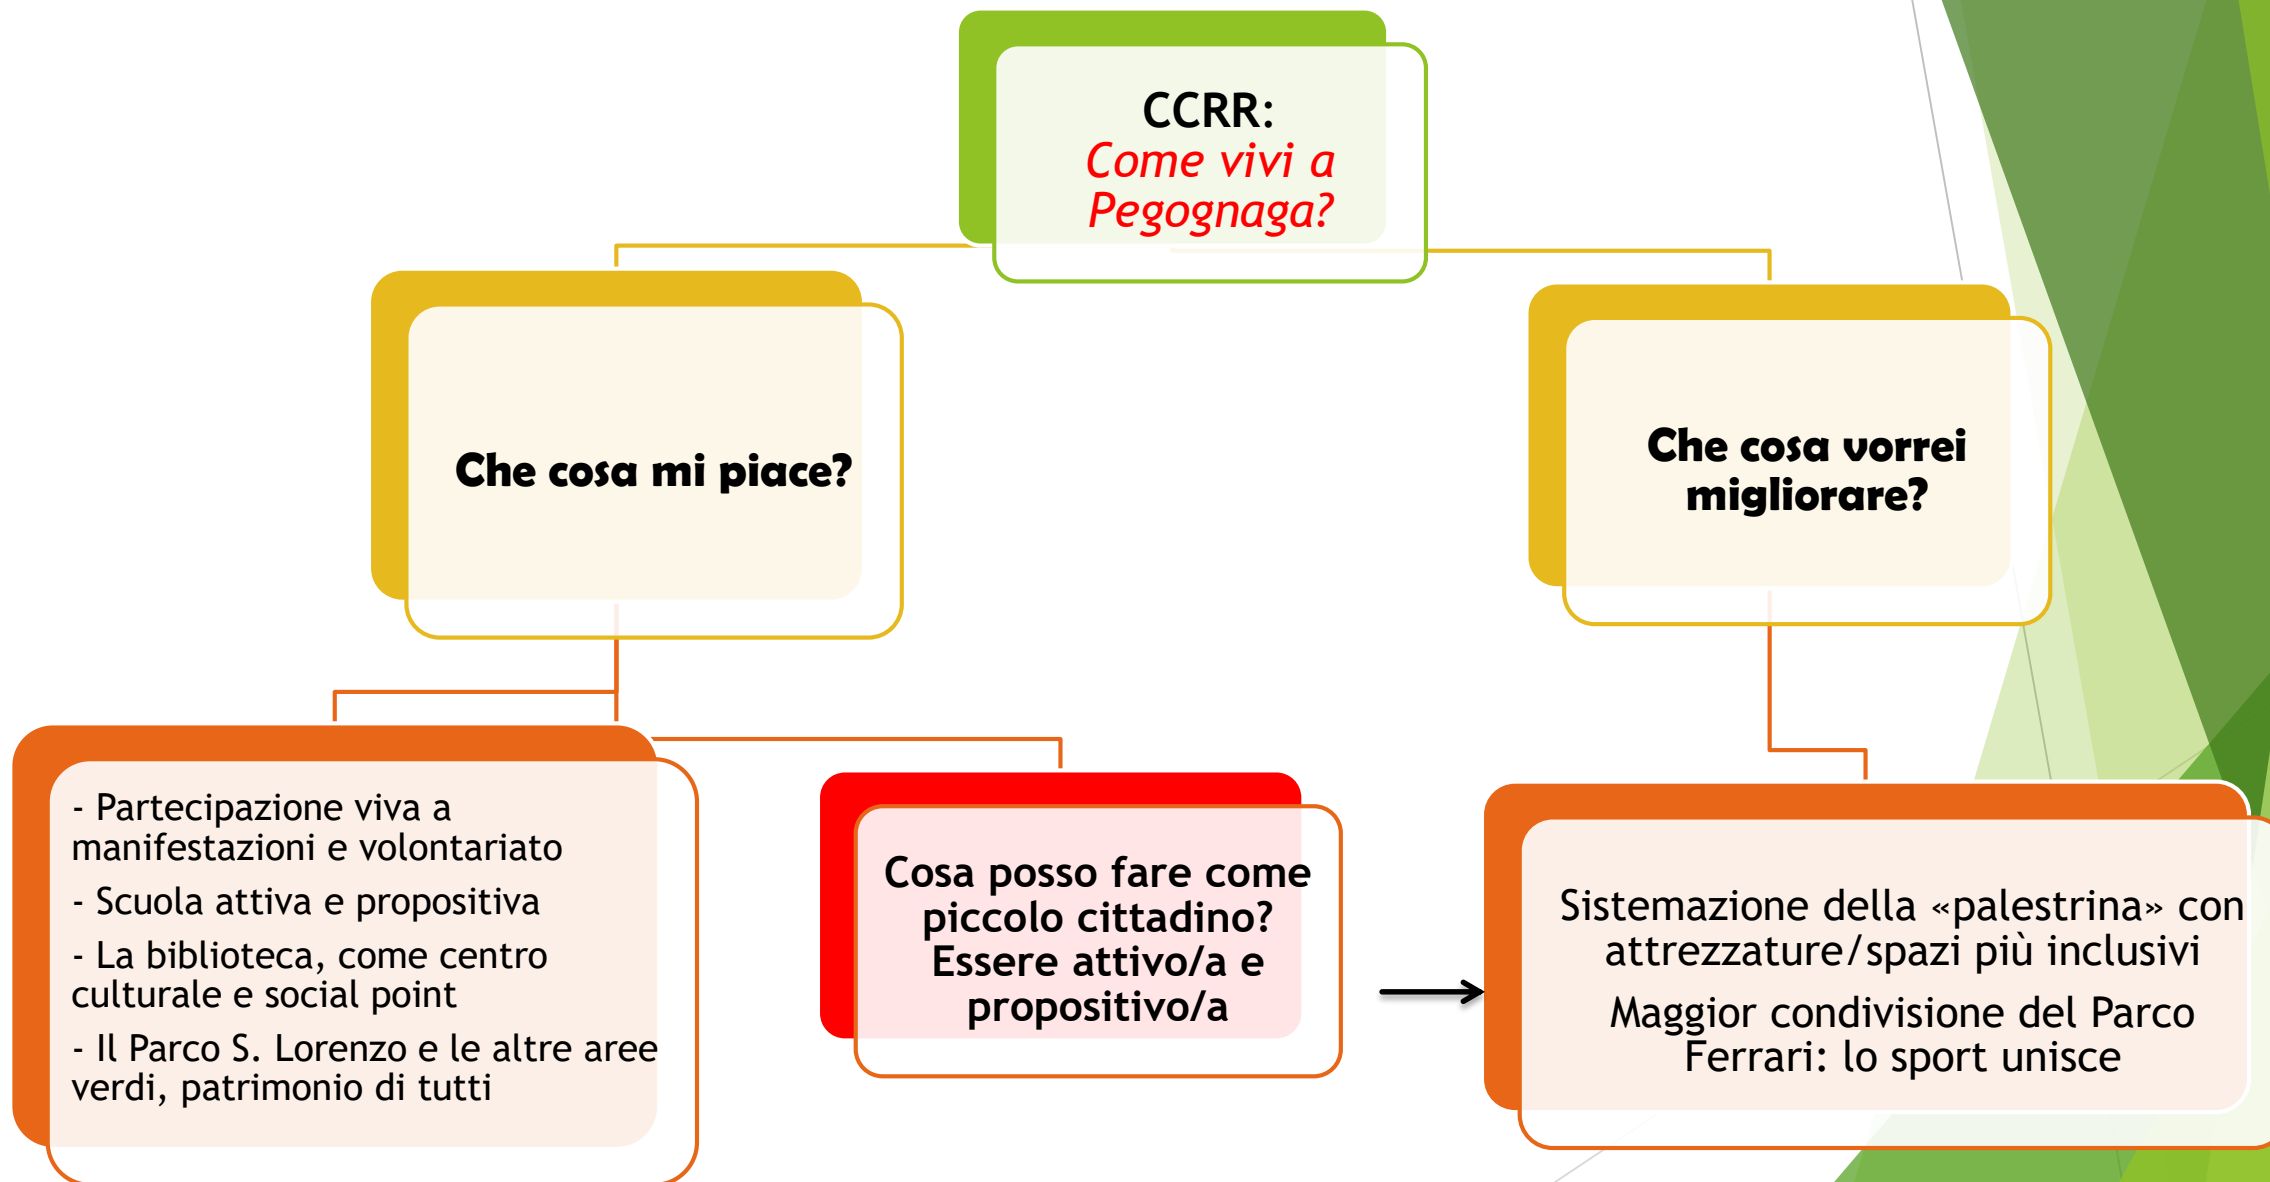 CCRR:
Come vivi a
Pegognaga?
Che cosa mi piace?
Che cosa vorrei
migliorare?
- Partecipazione viva a
manifestazioni e volontariato
- Scuola attiva e propositiva
- La biblioteca, come centro
culturale e social point
- Il Parco S. Lorenzo e le altre aree
verdi, patrimonio di tutti
Cosa posso fare come
piccolo cittadino?
Essere attivo/a e
propositivo/a
Sistemazione della «palestrina» con
attrezzature/spazi più inclusivi
Maggior condivisione del Parco
Ferrari: lo sport unisce